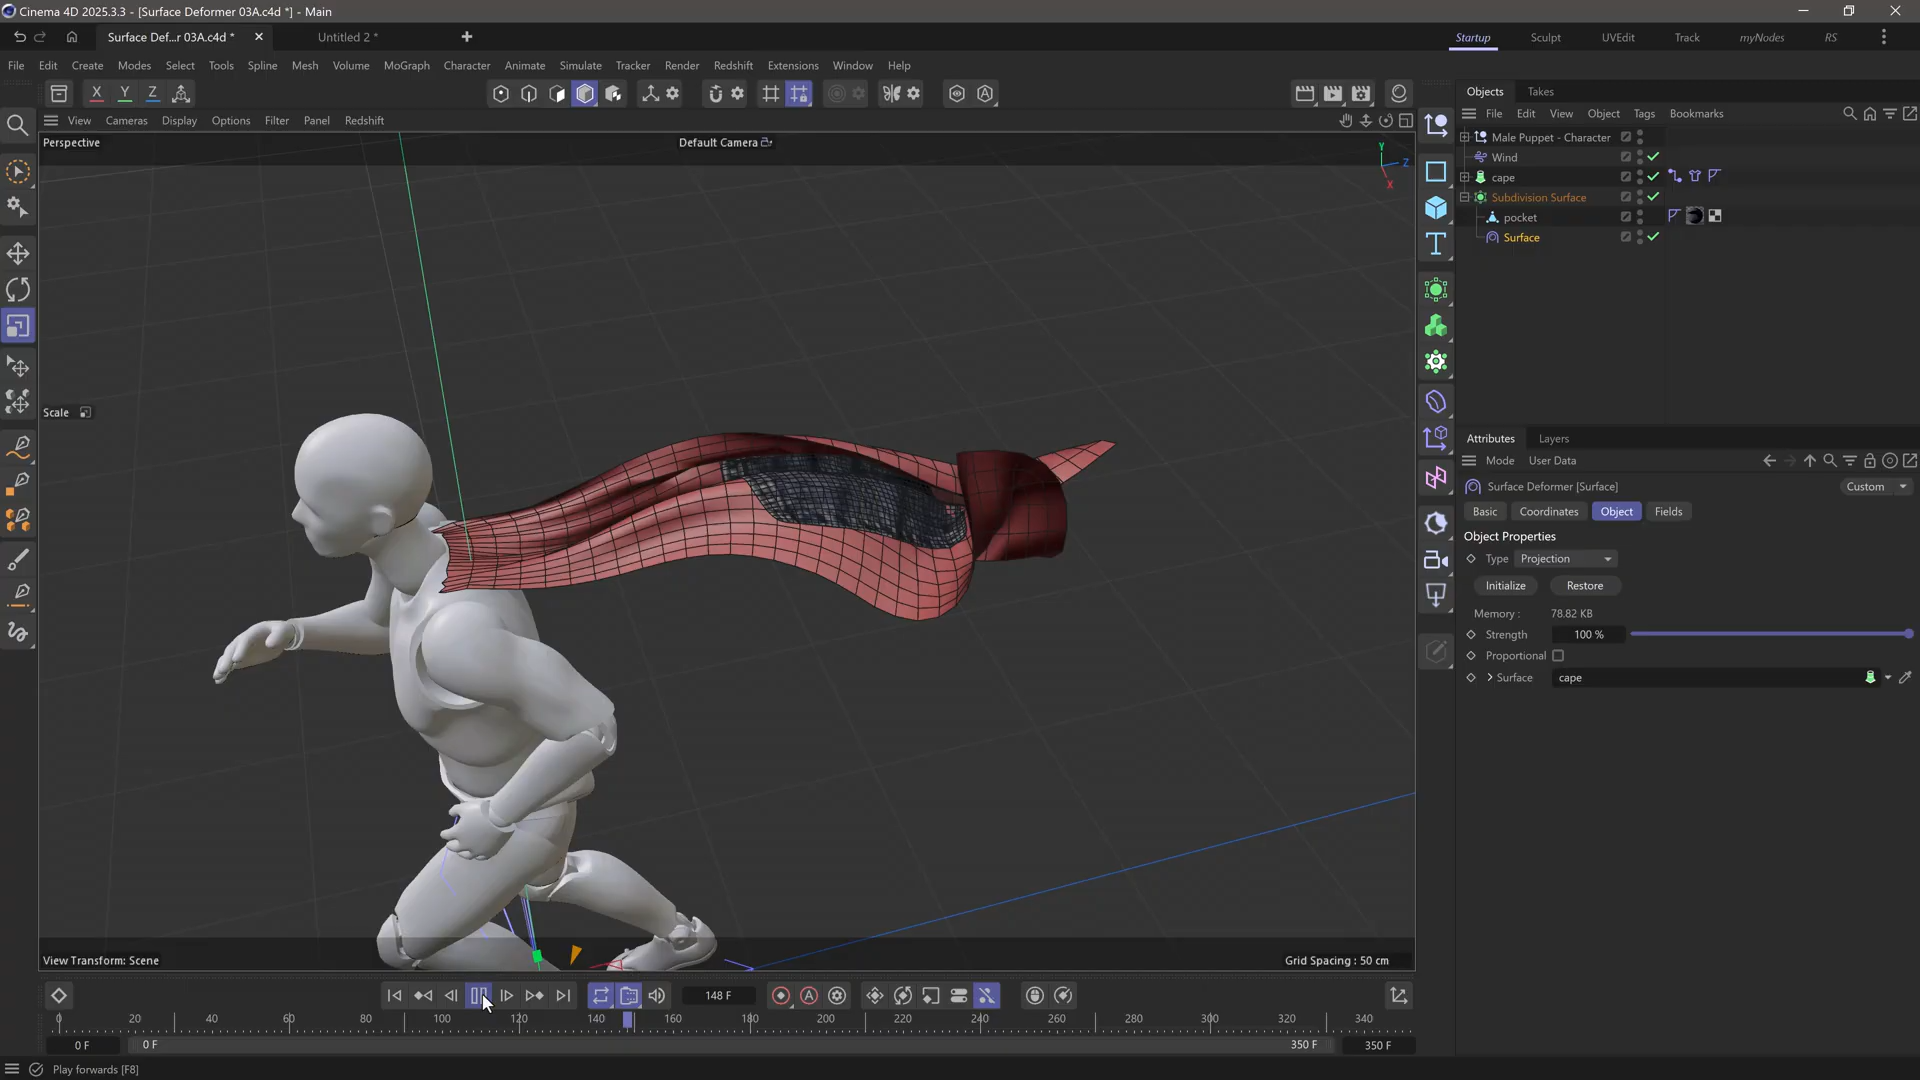 Cinema 4D 2025.3.3 - [Surface Deformer 03A.c4d *] - Main
Surface Def...r 03A.c4d *
Untitled 2 *
Startup
Sculpt
UVEdit
Track
myNodes
RS
File Edit Create Modes Select Tools Spline Mesh Volume MoGraph Character Animate Simulate Tracker Render Redshift Extensions Window Help
X Y Z
View Cameras Display Options Filter Panel Redshift
Perspective
Default Camera
Y
Z
X
Scale
View Transform: Scene
Grid Spacing : 50 cm
Objects
Takes
File Edit View Object Tags Bookmarks
Male Puppet - Character
Wind
cape
Subdivision Surface
pocket
Surface
Attributes
Layers
Mode User Data
Surface Deformer [Surface]
Custom
Basic Coordinates Object Fields
Object Properties
Type Projection
Initialize Restore
Memory : 78.82 KB
Strength 100 %
Proportional
Surface cape
148 F
0 20 40 60 80 100 120 140 160 180 200 220 240 260 280 300 320 340
0 F 0 F 350 F 350 F
Play forwards [F8]